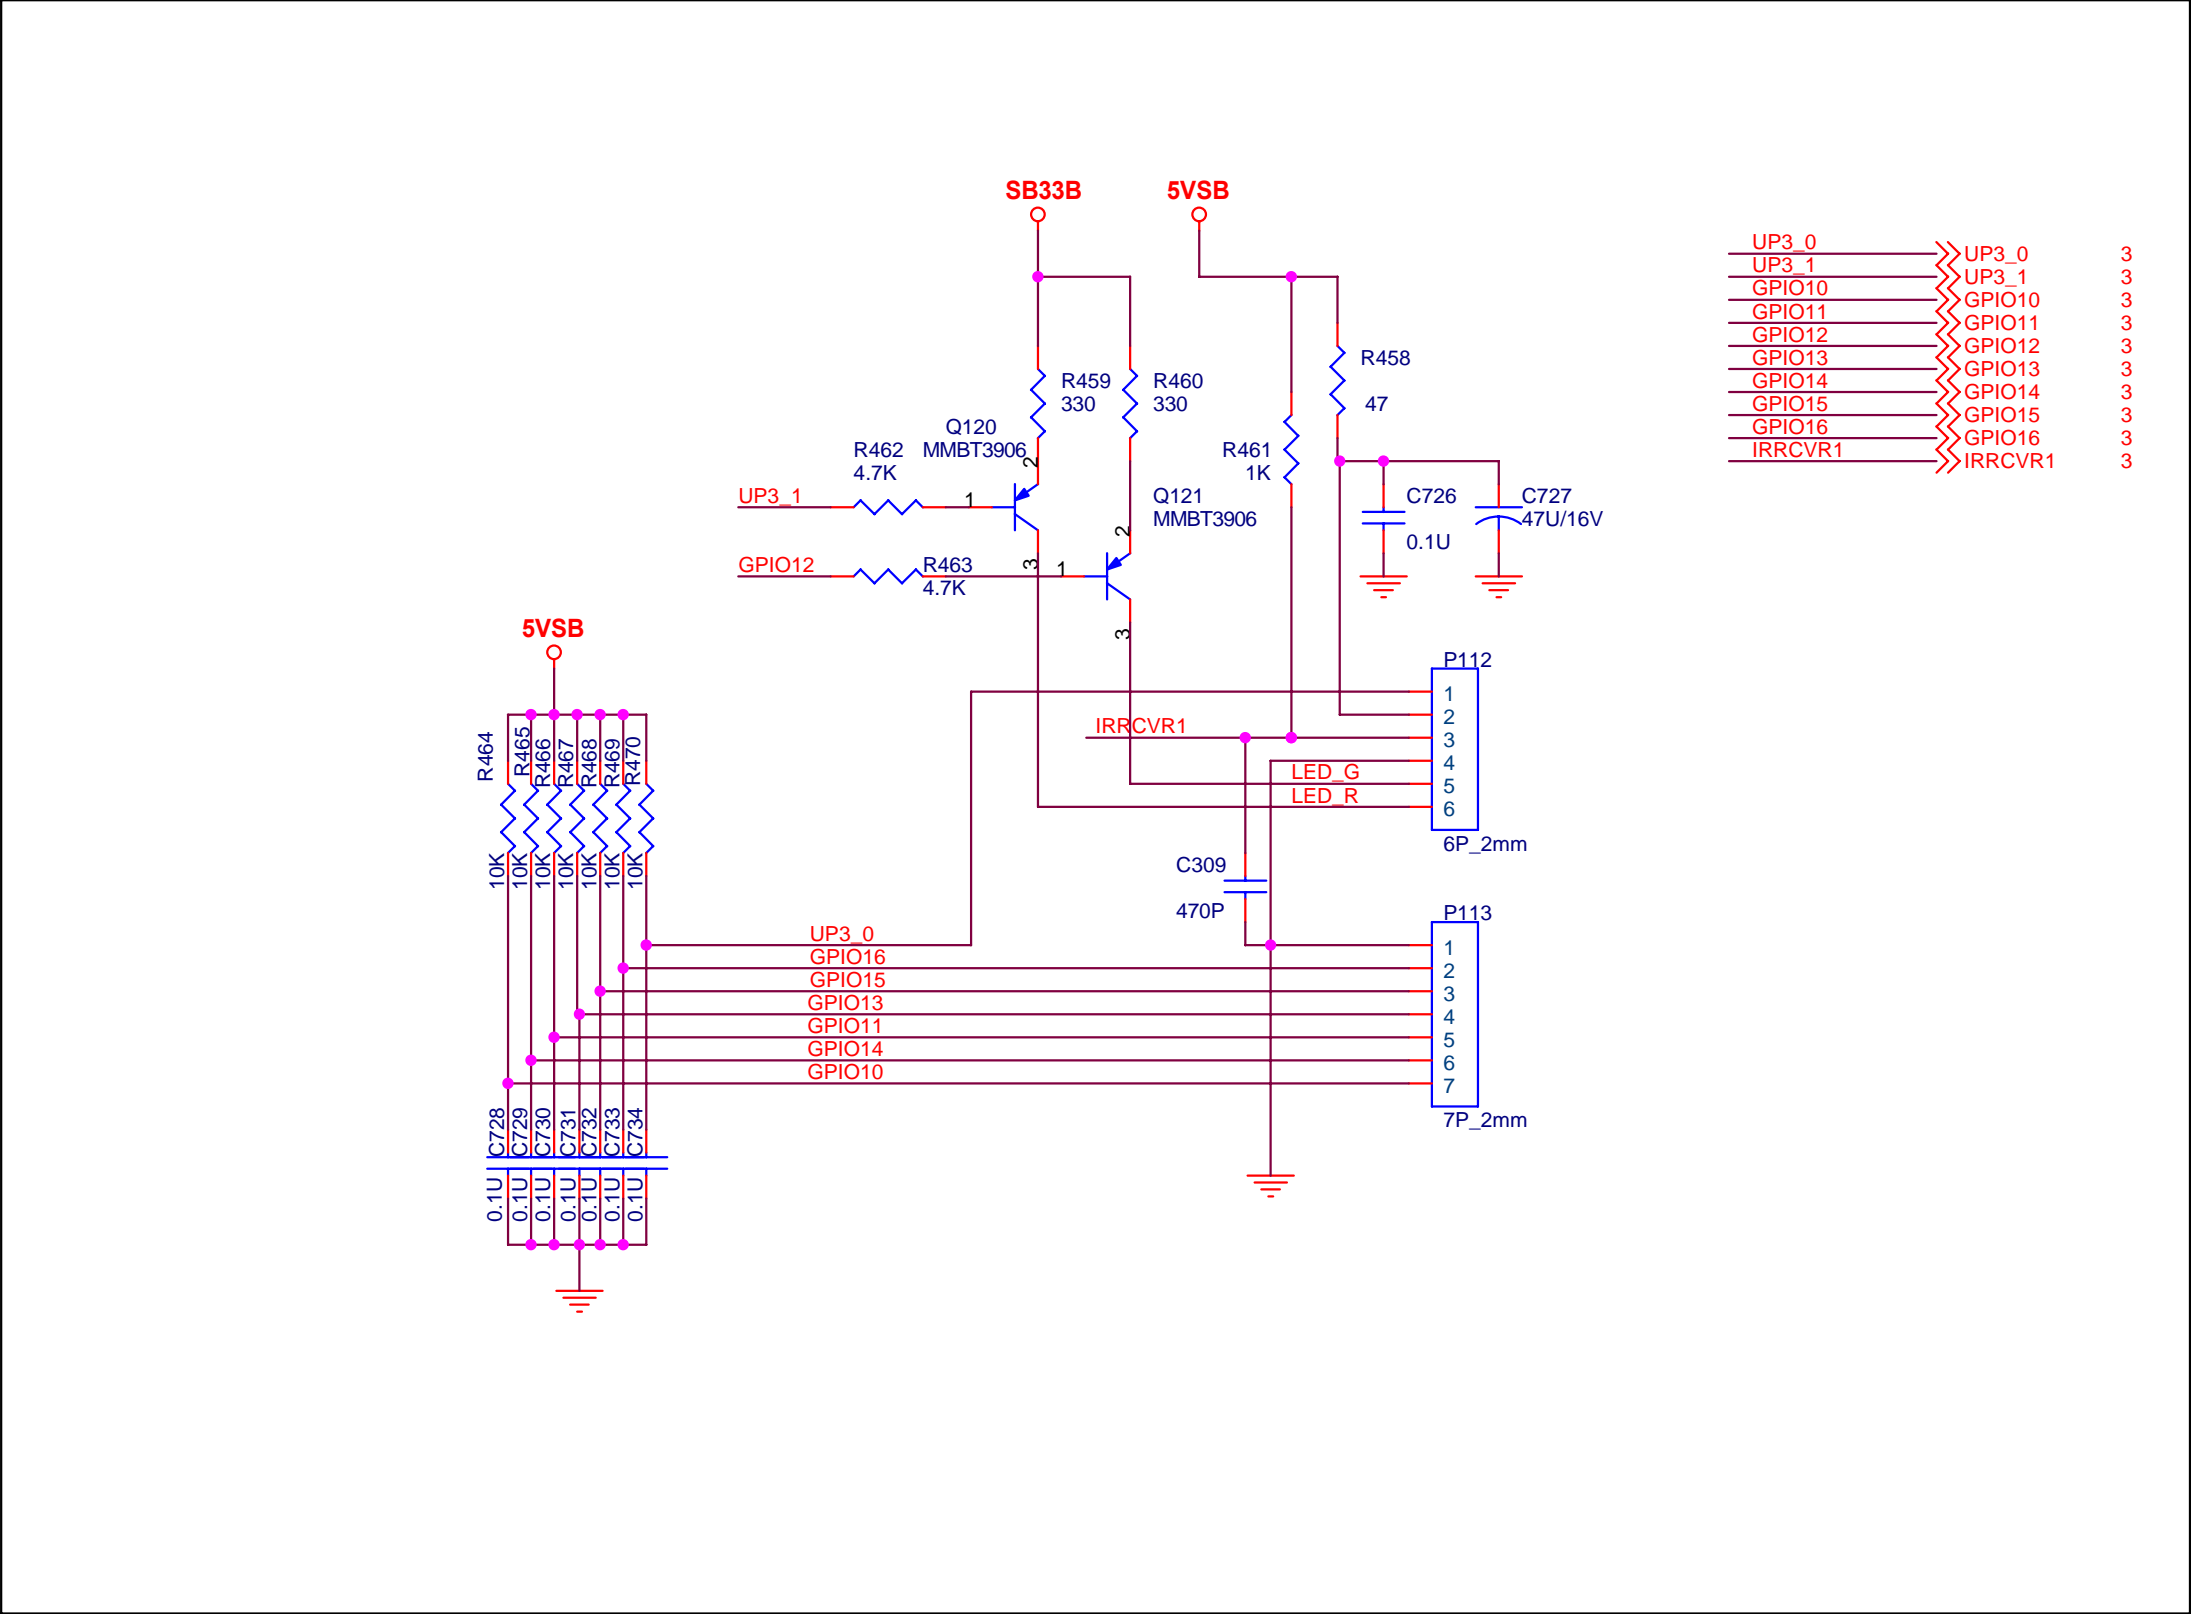 SB33B 5VSB
UP3_0 UP3_0 3
UP3_1 UP3_1 3
GPIO10 GPIO10 3
GPIO11 GPIO11 3
GPIO12 GPIO12 3
GPIO13 GPIO13 3
GPIO14 GPIO14 3
GPIO15 GPIO15 3
GPIO16 GPIO16 3
IRRCVR1 IRRCVR1 3
R458
47
R459
330
R460
330
Q120
MMBT3906
R462
4.7K
R461
1K
2
UP3_1
1
3
Q121
MMBT3906
C726
0.1U
C727
47U/16V
2
GPIO12
R463
4.7K
1
3
5VSB
P112
1
2
3
4
5
6
6P_2mm
IRRCVR1
LED_G
LED_R
R464
R465
R466
R467
R468
R469
R470
10K
10K
10K
10K
10K
10K
10K
C309
470P
P113
1
2
3
4
5
6
7
7P_2mm
UP3_0
GPIO16
GPIO15
GPIO13
GPIO11
GPIO14
GPIO10
C728
C729
C730
C731
C732
C733
C734
0.1U
0.1U
0.1U
0.1U
0.1U
0.1U
0.1U